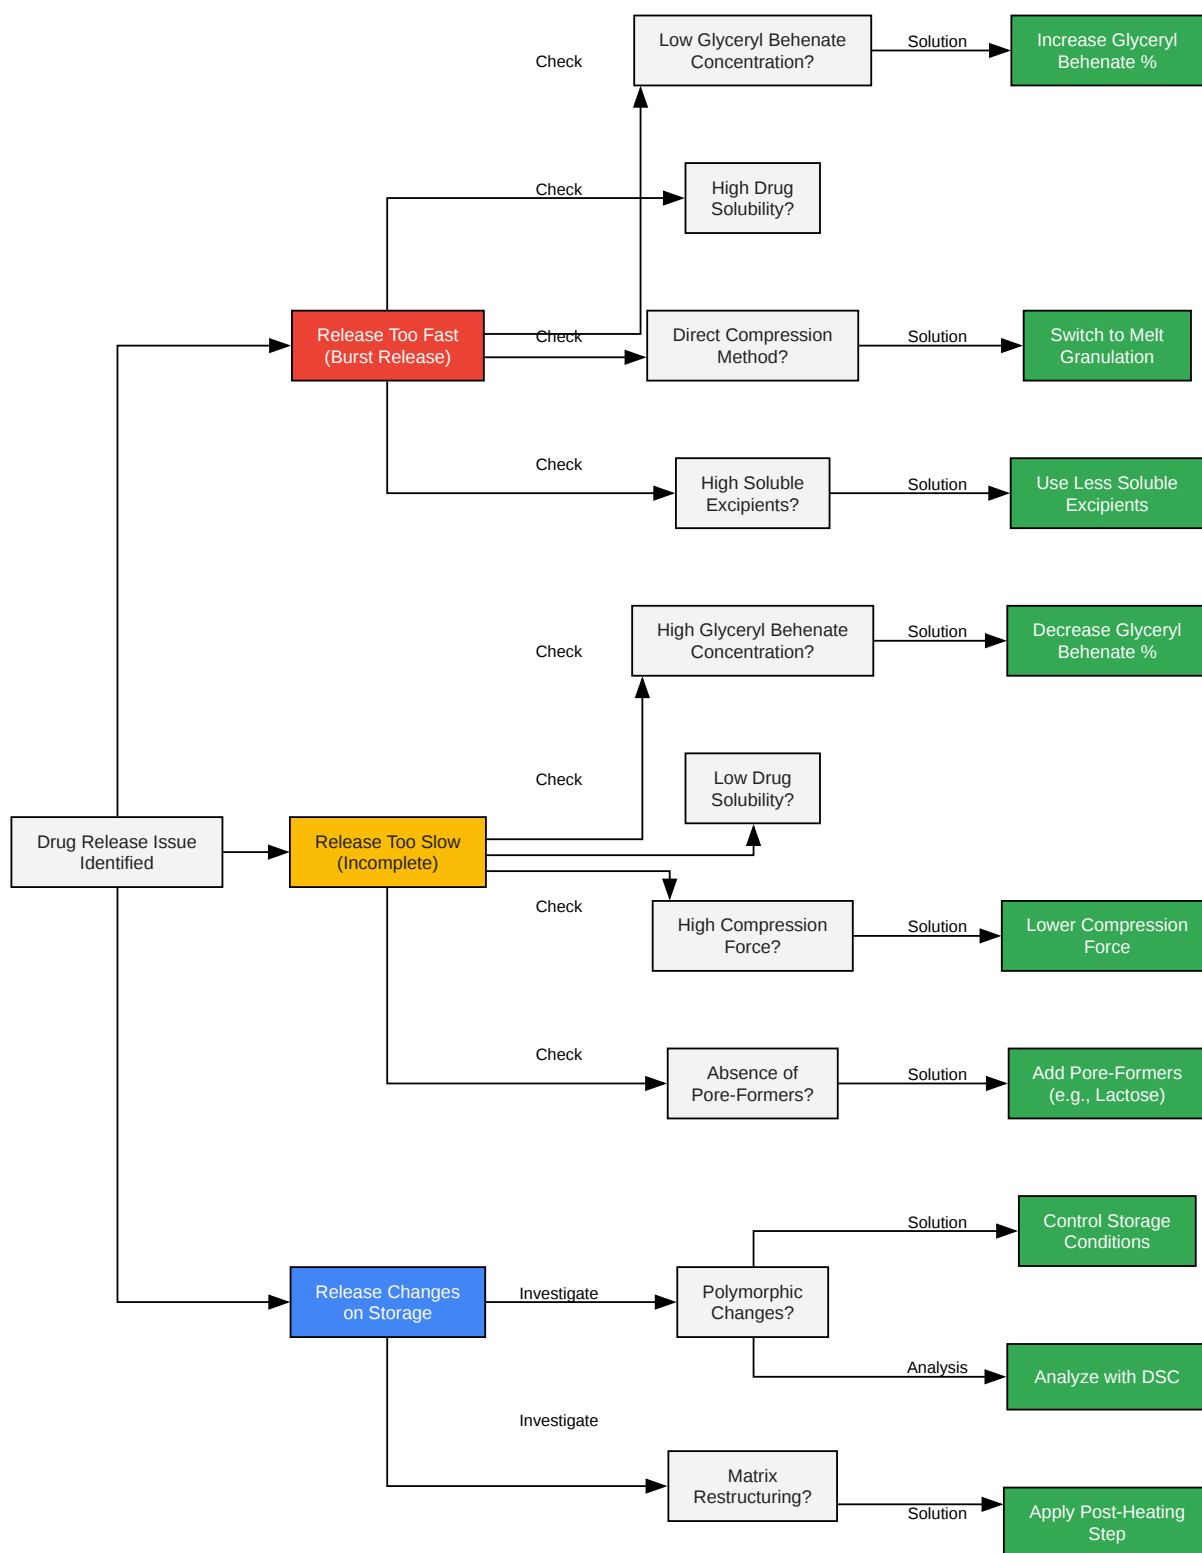 Check
Low Glyceryl Behenate
Concentration?
Solution
Increase Glyceryl
Behenate %
Check
High Drug
Solubility?
Release Too Fast
(Burst Release)
Check
Direct Compression
Method?
Solution
Switch to Melt
Granulation
Check
High Soluble
Excipients?
Solution
Use Less Soluble
Excipients
Check
High Glyceryl Behenate
Concentration?
Solution
Decrease Glyceryl
Behenate %
Check
Low Drug
Solubility?
Drug Release Issue
Identified
Release Too Slow
(Incomplete)
Check
High Compression
Force?
Solution
Lower Compression
Force
Check
Absence of
Pore-Formers?
Solution
Add Pore-Formers
(e.g., Lactose)
Release Changes
on Storage
Investigate
Polymorphic
Changes?
Solution
Control Storage
Conditions
Analysis
Analyze with DSC
Investigate
Matrix
Restructuring?
Solution
Apply Post-Heating
Step